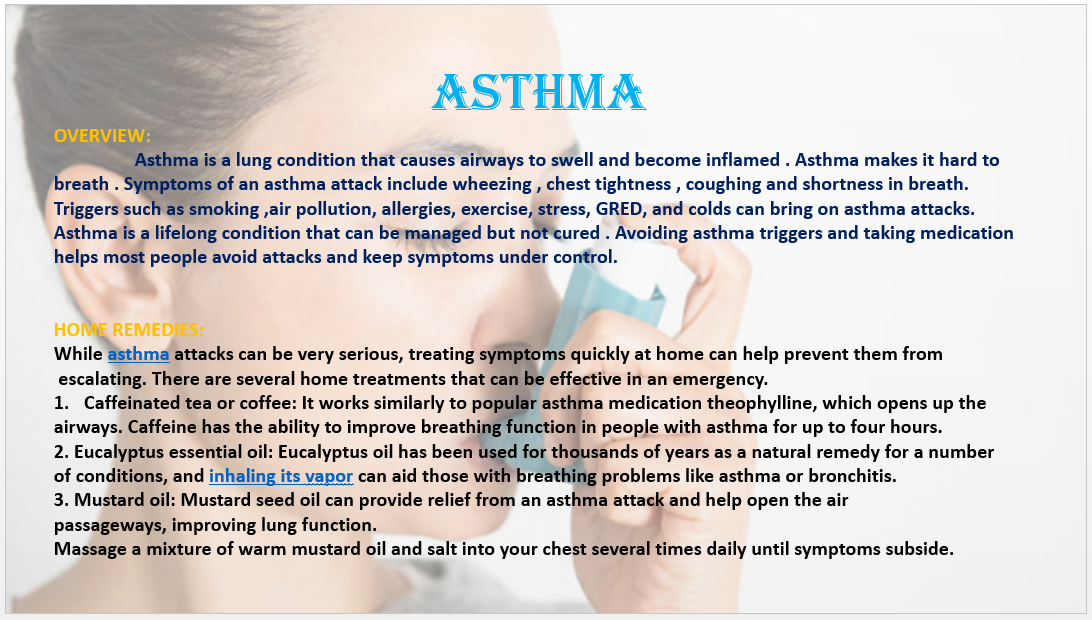 ASTHMA
OVERVIEW:
Asthma is a lung condition that causes airways to swell and become inflamed . Asthma makes it hard to
breath . Symptoms of an asthma attack include wheezing , chest tightness , coughing and shortness in breath.
Triggers such as smoking ,air pollution, allergies, exercise, stress, GRED, and colds can bring on asthma attacks.
Asthma is a lifelong condition that can be managed but not cured . Avoiding asthma triggers and taking medication
helps most people avoid attacks and keep symptoms under control.
HOME REMEDIES:
While asthma attacks can be very serious, treating symptoms quickly at home can help prevent them from
escalating. There are several home treatments that can be effective in an emergency.
1. Caffeinated tea or coffee: It works similarly to popular asthma medication theophylline, which opens up the
airways. Caffeine has the ability to improve breathing function in people with asthma for up to four hours.
2. Eucalyptus essential oil: Eucalyptus oil has been used for thousands of years as a natural remedy for a number
of conditions, and inhaling its vapor can aid those with breathing problems like asthma or bronchitis.
3. Mustard oil: Mustard seed oil can provide relief from an asthma attack and help open the air
passageways, improving lung function.
Massage a mixture of warm mustard oil and salt into your chest several times daily until symptoms subside.